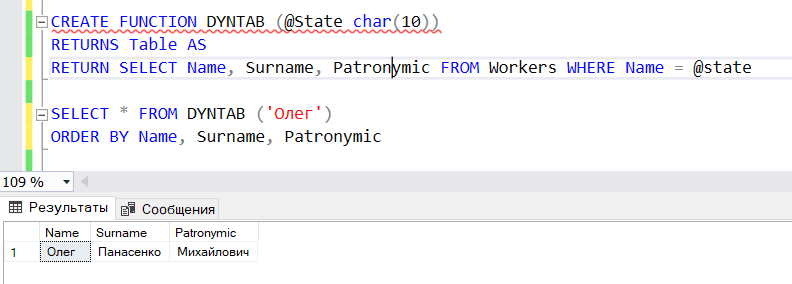 CREATE FUNCTION DYNTAB (@State char(10))
RETURNS Table AS
RETURN SELECT Name, Surname, Patronymic FROM Workers WHERE Name = @state
SELECT * FROM DYNTAB ('Олег')
ORDER BY Name, Surname, Patronymic
109 %
Результаты Сообщения
Name Surname Patronymic
1 Олег Панасенко Михайлович